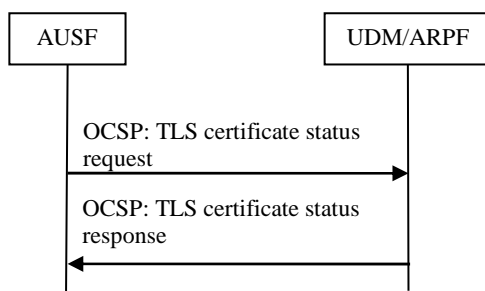 AUSF
UDM/ARPF
OCSP: TLS certificate status
request
OCSP: TLS certificate status
response